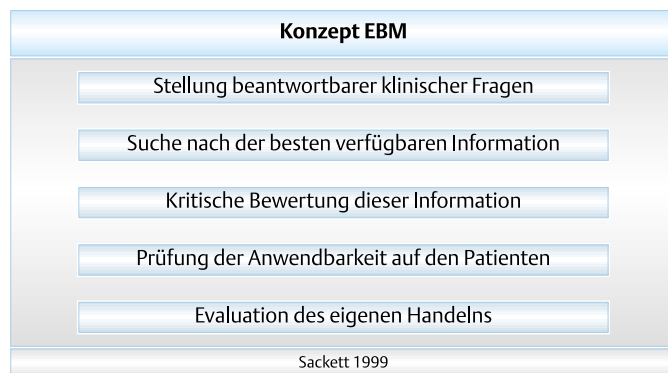 Konzept EBM
Stellung beantwortbarer klinischer Fragen
Suche nach der besten verfügbaren Information
Kritische Bewertung dieser Information
Prüfung der Anwendbarkeit auf den Patienten
Evaluation des eigenen Handelns
Sackett 1999